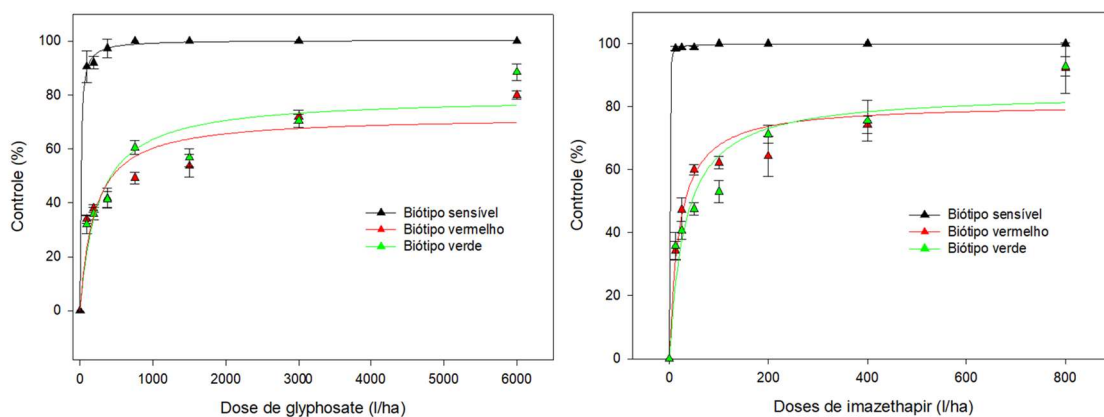 Controle (%)
100
80
60
40
20
0
Biótipo sensível
Biótipo vermelho
Biótipo verde
0 1000 2000 3000 4000 5000 6000
Dose de glyphosate (l/ha)
Controle (%)
100
80
60
40
20
0
Biótipo sensível
Biótipo vermelho
Biótipo verde
0 200 400 600 800
Doses de imazethapir (l/ha)